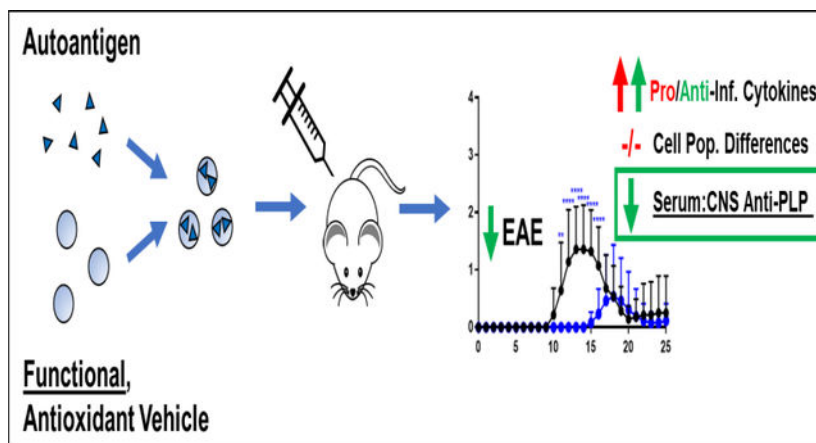 Autoantigen
Functional,
Antioxidant Vehicle
Pro/Anti-Inf. Cytokines
-/- Cell Pop. Differences
Serum:CNS Anti-PLP
EAE
4
3
2
1
0
0 5 10 15 20 25
** **** **** **** **** **** ****